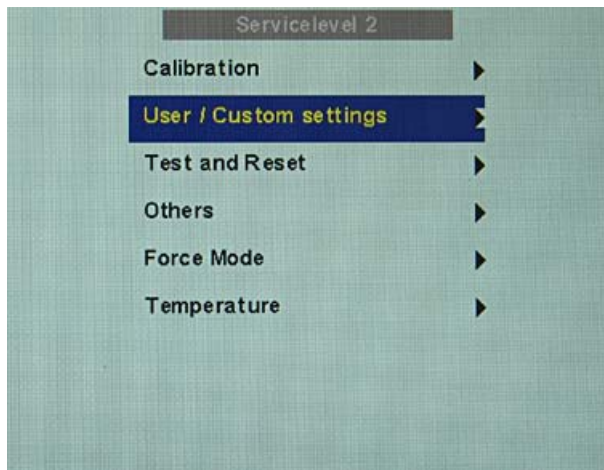 Servicelevel 2
Calibration
User / Custom settings
Test and Reset
Others
Force Mode
Temperature